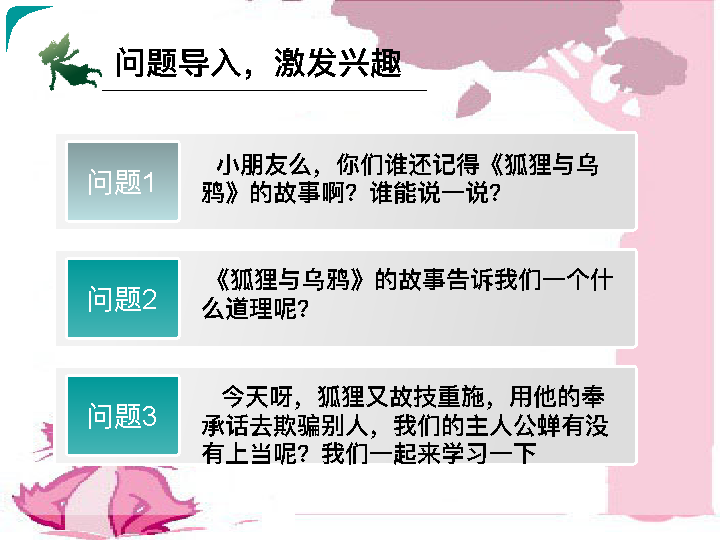 问题导入，激发兴趣
问题1
小朋友么，你们谁还记得《狐狸与乌
鸦》的故事啊？谁能说一说？
问题2
《狐狸与乌鸦》的故事告诉我们一个什
么道理呢？
问题3
今天呀，狐狸又故技重施，用他的奉
承话去欺骗别人，我们的主人公蝉有没
有上当呢？我们一起来学习一下